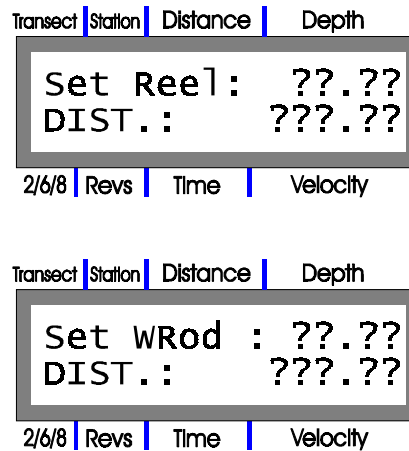 Transect Station Distance Depth
Set Reel: ??.??
DIST.: ???.??
2/6/8 Revs Time Velocity
Transect Station Distance Depth
Set WRod : ??.??
DIST.: ???.??
2/6/8 Revs Time Velocity